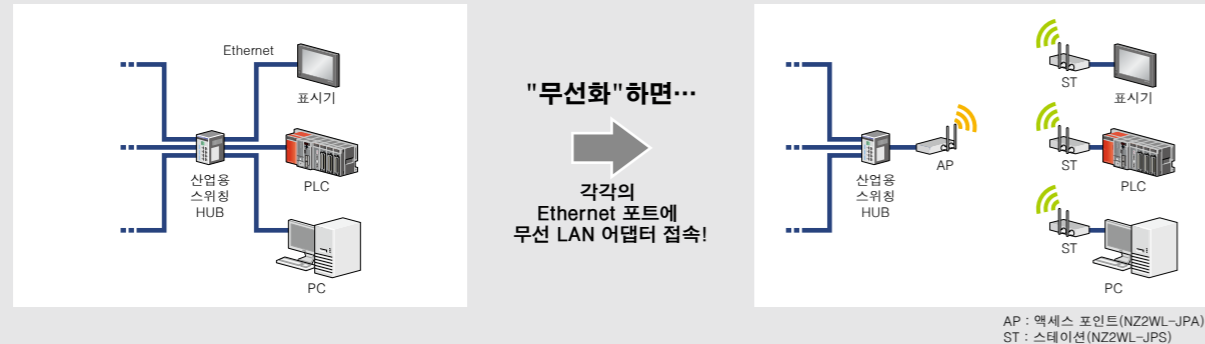 Ethernet
표시기
산업용
스위칭
HUB
PLC
PC
"무선화"하면…
각각의
Ethernet 포트에
무선 LAN 어댑터 접속!
산업용
스위칭
HUB
AP
ST
표시기
ST
PLC
ST
PC
AP : 액세스 포인트(NZ2WL-JPA)
ST : 스테이션(NZ2WL-JPS)